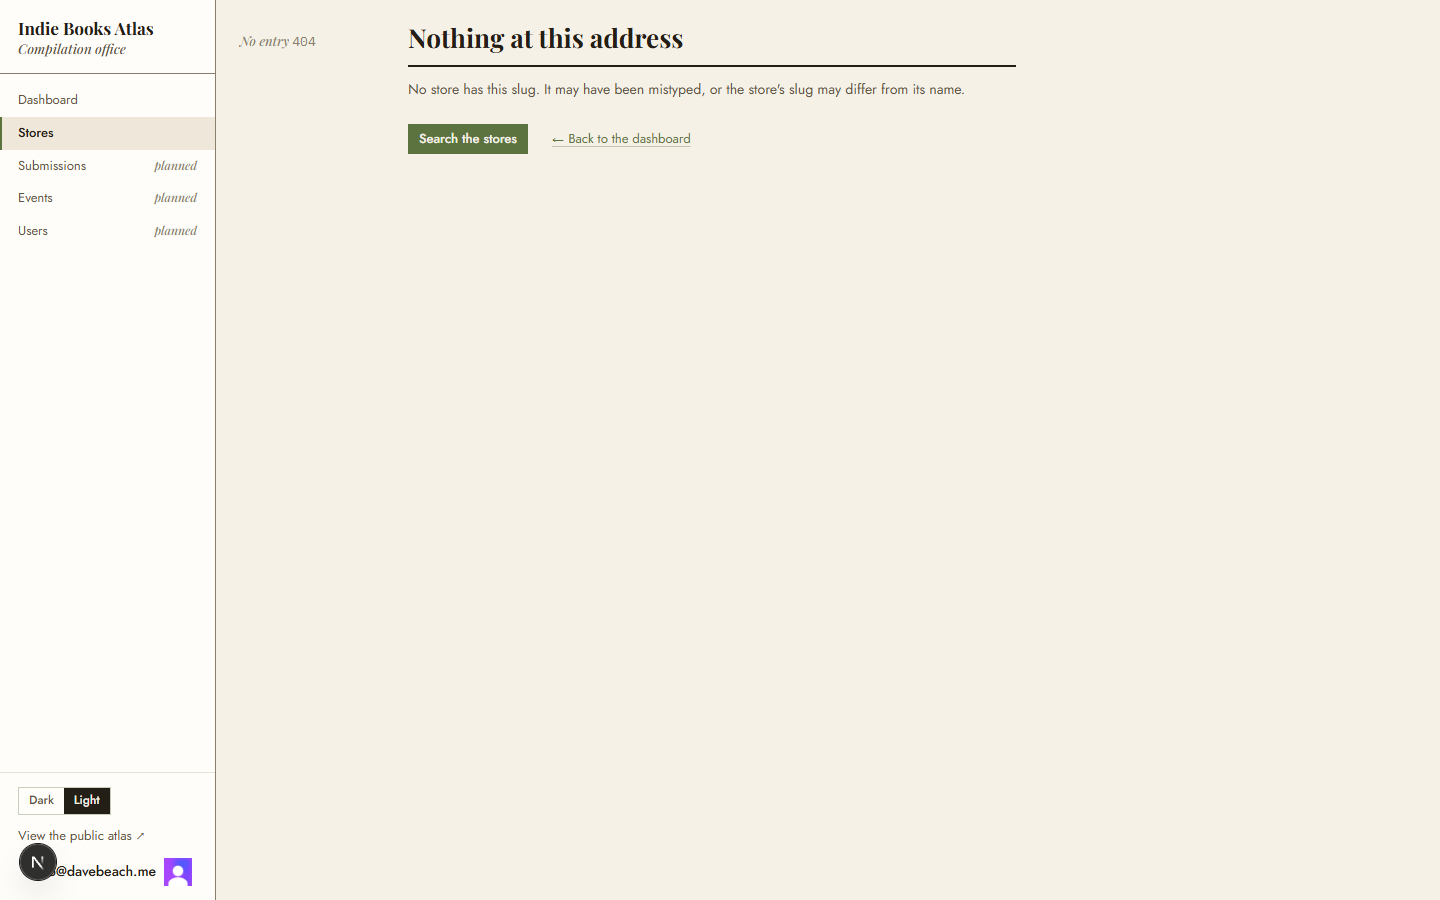 Indie Books Atlas
Compilation office
Dashboard
Stores
Submissions planned
Events planned
Users planned
Dark Light
View the public atlas ↗
N
@davebeach.me
No entry 404
Nothing at this address
No store has this slug. It may have been mistyped, or the store's slug may differ from its name.
Search the stores ← Back to the dashboard